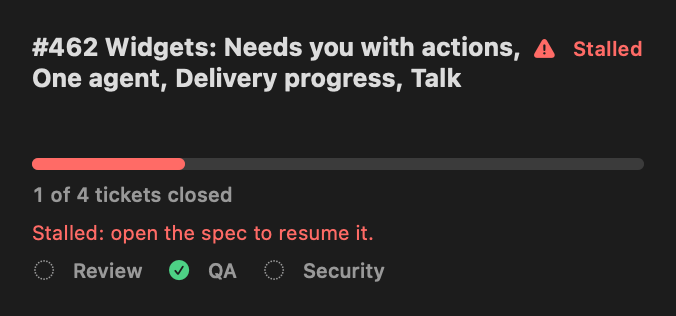 #462 Widgets: Needs you with actions,
Stalled
One agent, Delivery progress, Talk
1 of 4 tickets closed
Stalled: open the spec to resume it.
Review QA Security